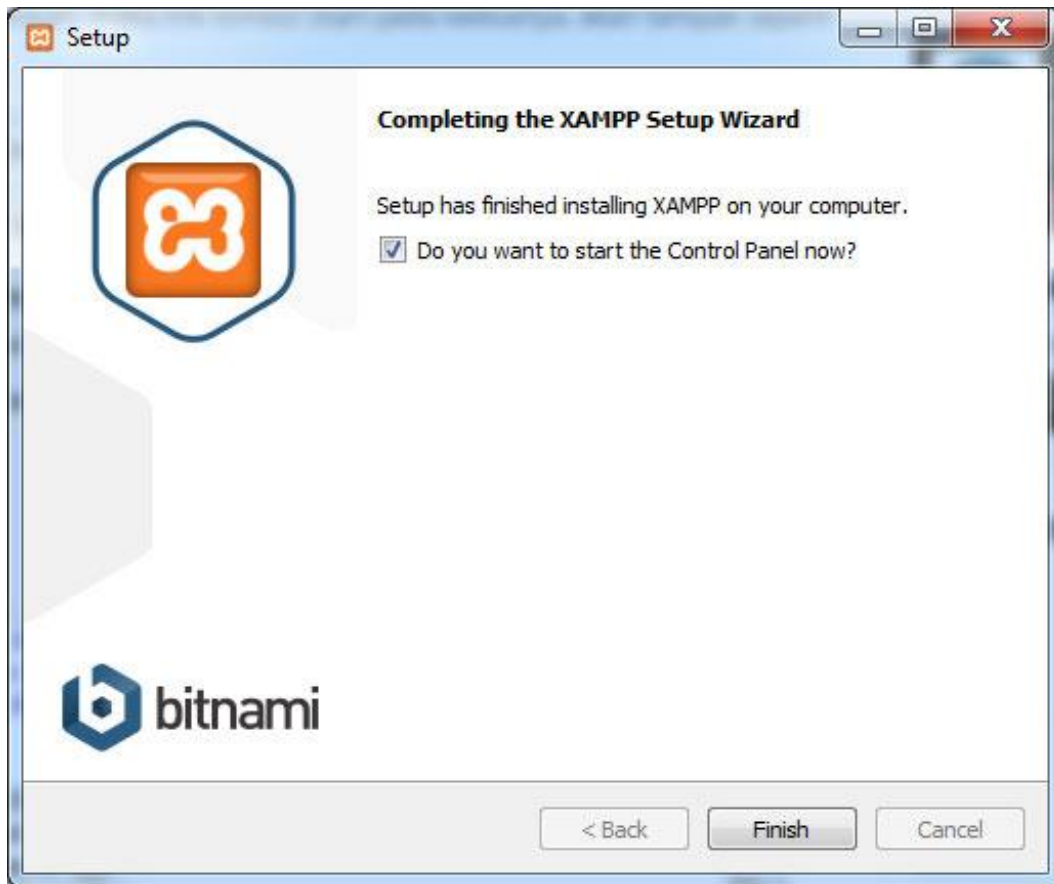 Setup
Completing the XAMPP Setup Wizard
Setup has finished installing XAMPP on your computer.
Do you want to start the Control Panel now?
bitnami
< Back
Finish
Cancel